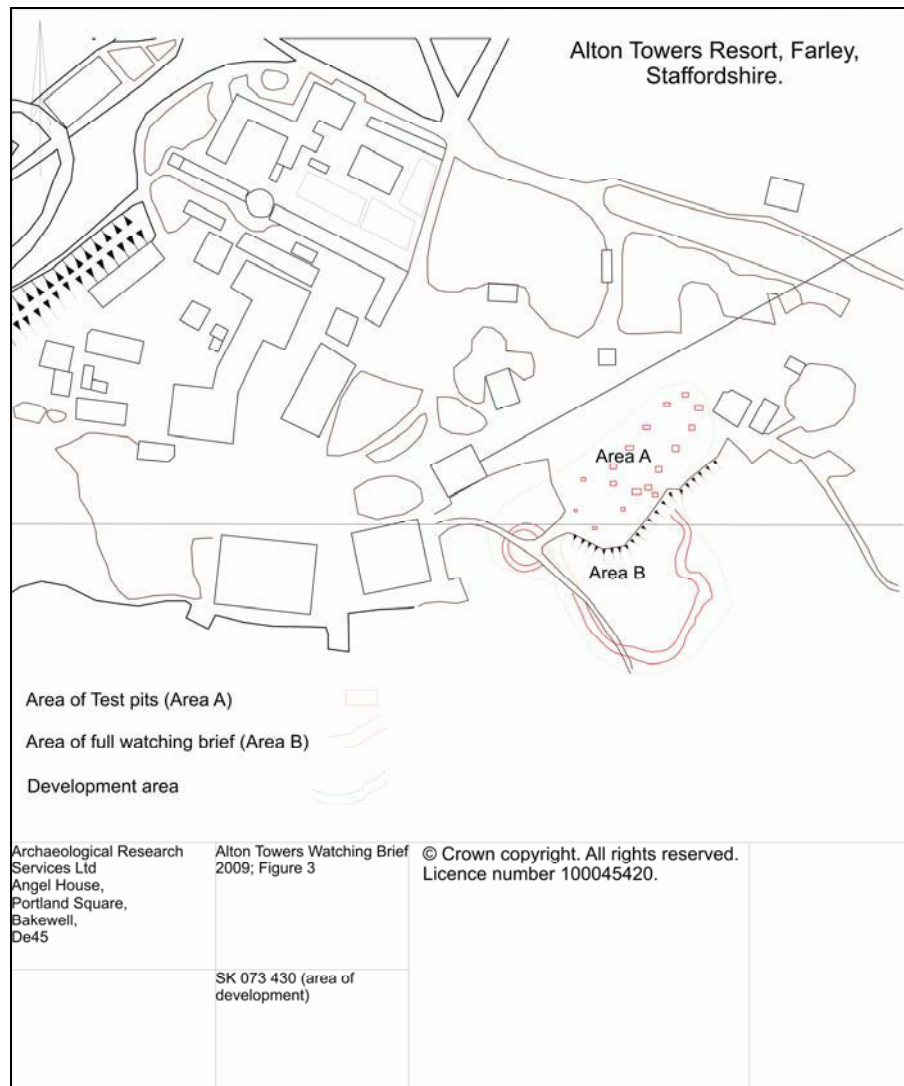 Alton Towers Resort, Farley,
Staffordshire.
Area A
Area B
Area of Test pits (Area A)
Area of full watching brief (Area B)
Development area
Archaeological Research
Services Ltd
Angel House,
Portland Square,
Bakewell,
De45
Alton Towers Watching Brief
2009; Figure 3
© Crown copyright. All rights reserved.
Licence number 100045420.
SK 073 430 (area of
development)